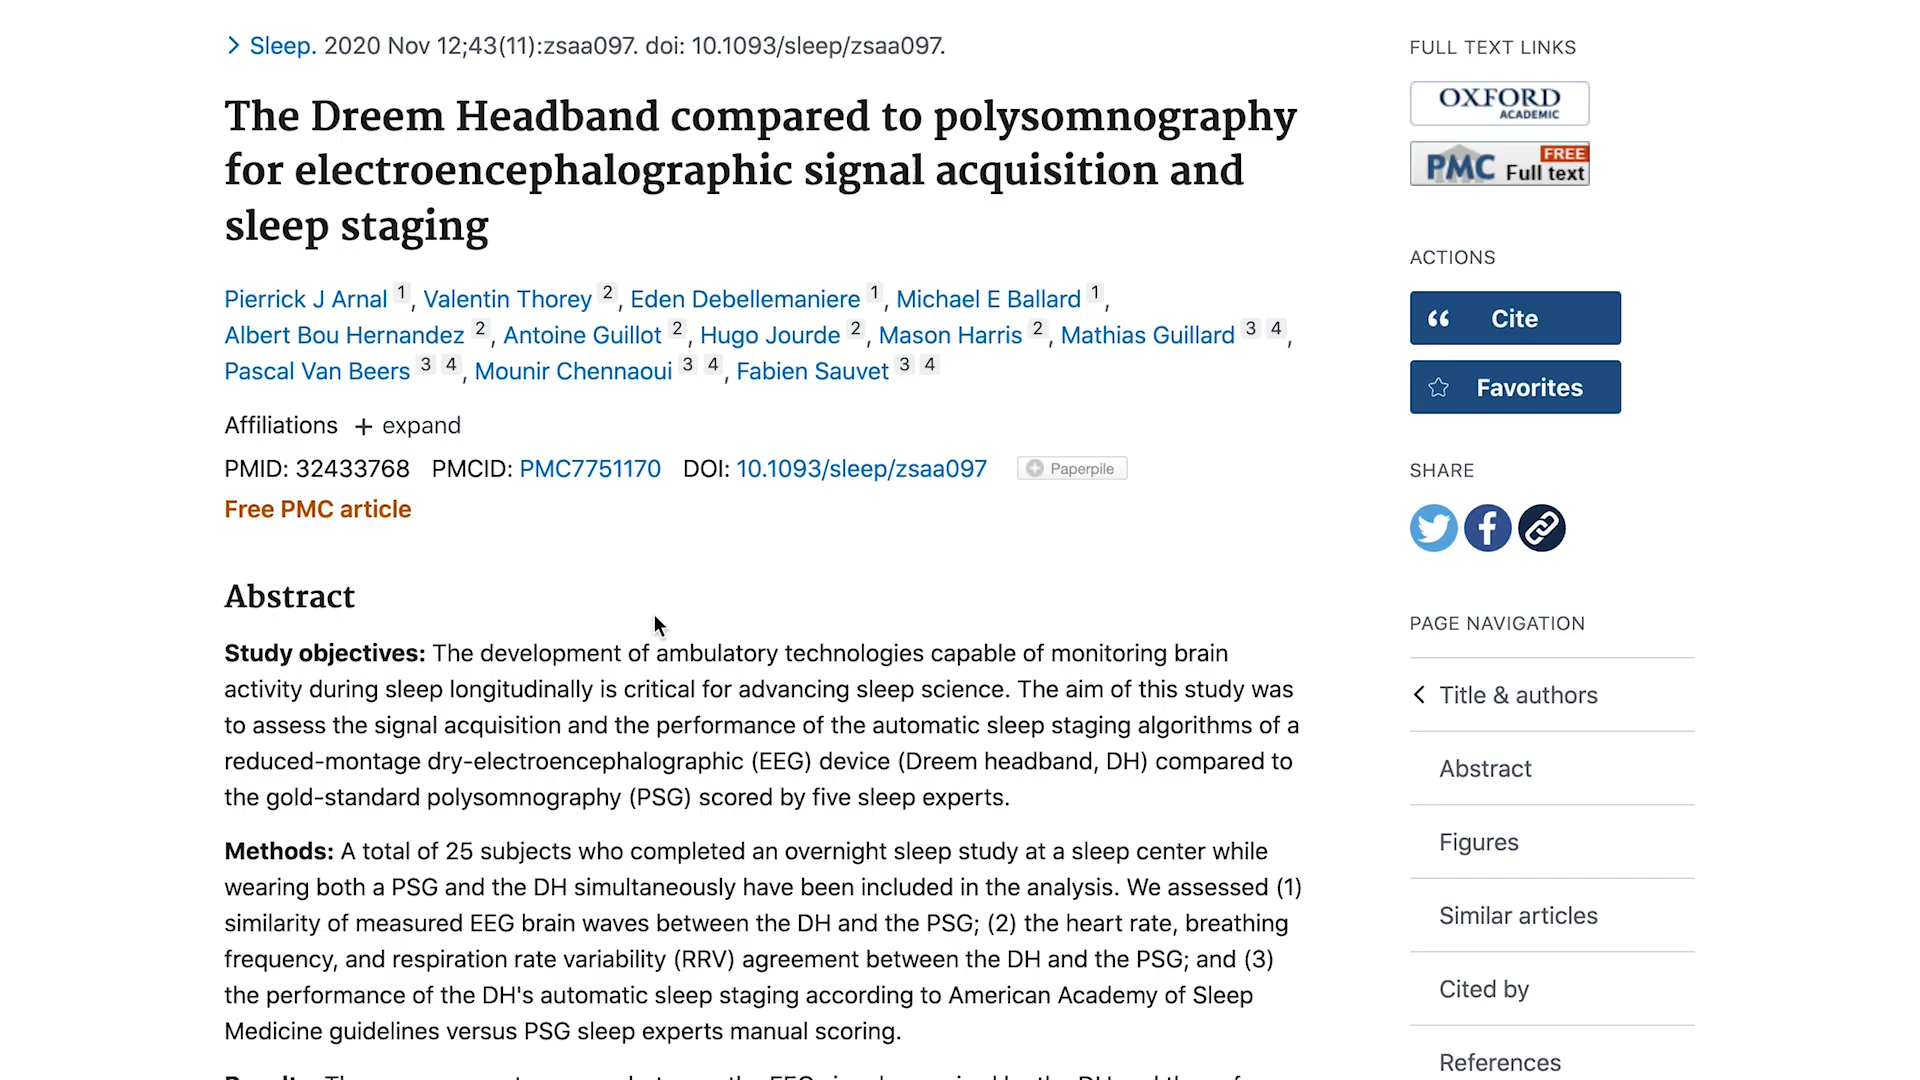 Sleep. 2020 Nov 12;43(11):zsaa097. doi: 10.1093/sleep/zsaa097.
The Dreem Headband compared to polysomnography
for electroencephalographic signal acquisition and
sleep staging
Pierrick J Arnal 1, Valentin Thorey 2, Eden Debellemaniere 1, Michael E Ballard 1,
Albert Bou Hernandez 2, Antoine Guillot 2, Hugo Jourde 2, Mason Harris 2, Mathias Guillard 3 4,
Pascal Van Beers 3 4, Mounir Chennaoui 3 4, Fabien Sauvet 3 4
Affiliations + expand
PMID: 32433768 PMCID: PMC7751170 DOI: 10.1093/sleep/zsaa097 Paperpile
Free PMC article
Abstract
Study objectives: The development of ambulatory technologies capable of monitoring brain
activity during sleep longitudinally is critical for advancing sleep science. The aim of this study was
to assess the signal acquisition and the performance of the automatic sleep staging algorithms of a
reduced-montage dry-electroencephalographic (EEG) device (Dreem headband, DH) compared to
the gold-standard polysomnography (PSG) scored by five sleep experts.
Methods: A total of 25 subjects who completed an overnight sleep study at a sleep center while
wearing both a PSG and the DH simultaneously have been included in the analysis. We assessed (1)
similarity of measured EEG brain waves between the DH and the PSG; (2) the heart rate, breathing
frequency, and respiration rate variability (RRV) agreement between the DH and the PSG; and (3)
the performance of the DH's automatic sleep staging according to American Academy of Sleep
Medicine guidelines versus PSG sleep experts manual scoring.
FULL TEXT LINKS
OXFORD
ACADEMIC
PMC FREE
Full text
ACTIONS
Cite
Favorites
SHARE
PAGE NAVIGATION
Title & authors
Abstract
Figures
Similar articles
Cited by
References